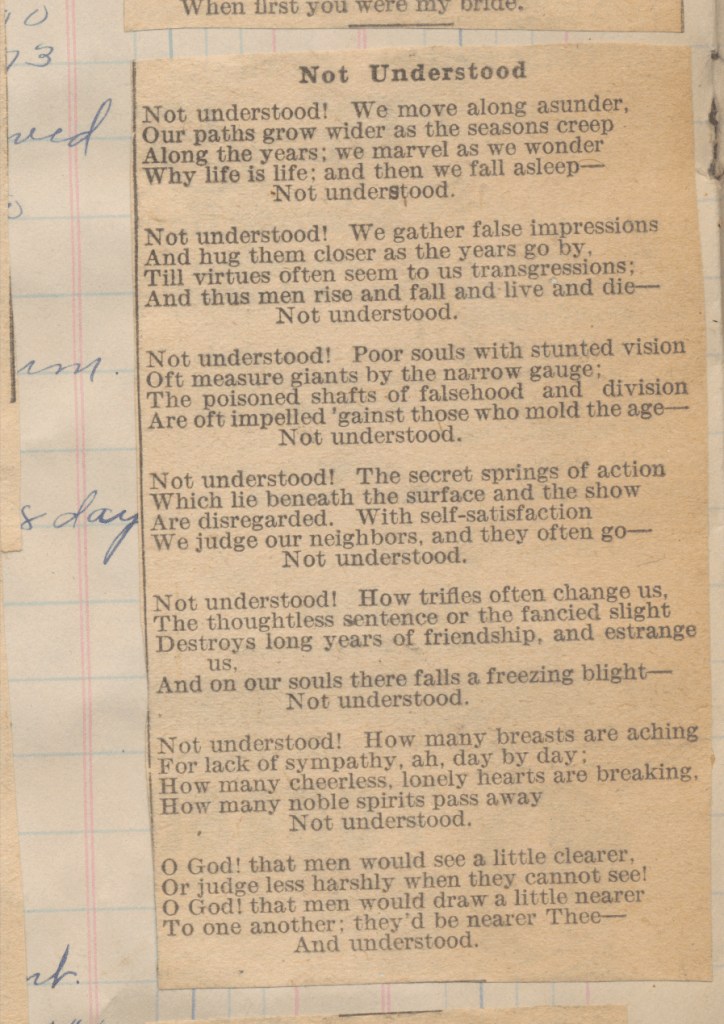 When first you were my bride.
10
73
ved
Not Understood
Not understood! We move along asunder,
Our paths grow wider as the seasons creep
Along the years; we marvel as we wonder
Why life is life; and then we fall asleep—
Not understood.
Not understood! We gather false impressions
And hug them closer as the years go by,
Till virtues often seem to us transgressions;
And thus men rise and fall and live and die—
Not understood.
Not understood! Poor souls with stunted vision
Oft measure giants by the narrow gauge;
The poisoned shafts of falsehood and division
Are oft impelled 'gainst those who mold the age—
Not understood.
Not understood! The secret springs of action
Which lie beneath the surface and the show
Are disregarded. With self-satisfaction
We judge our neighbors, and they often go—
Not understood.
day
Not understood! How trifles often change us,
The thoughtless sentence or the fancied slight
Destroys long years of friendship, and estrange
us,
And on our souls there falls a freezing blight—
Not understood.
Not understood! How many breasts are aching
For lack of sympathy, ah, day by day;
How many cheerless, lonely hearts are breaking,
How many noble spirits pass away
Not understood.
O God! that men would see a little clearer,
Or judge less harshly when they cannot see!
O God! that men would draw a little nearer
To one another; they'd be nearer Thee—
And understood.